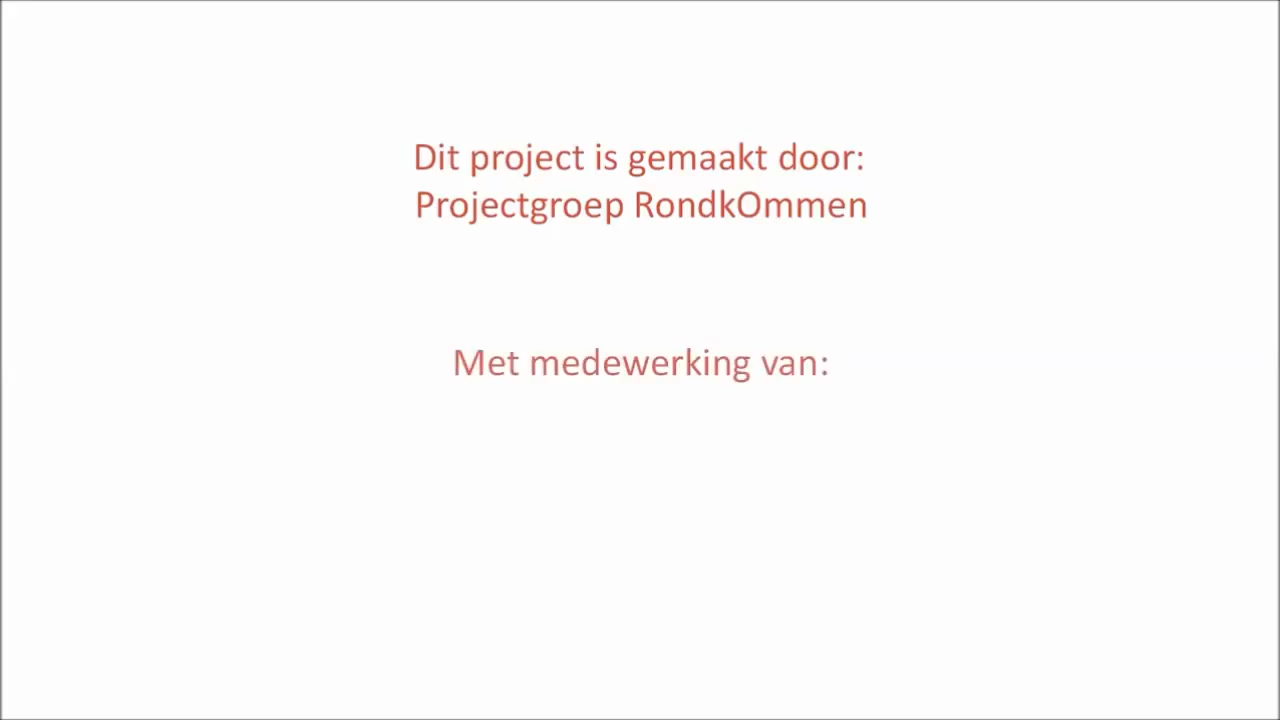 Dit project is gemaakt door:
Projectgroep RondkOmmen
Met medewerking van: